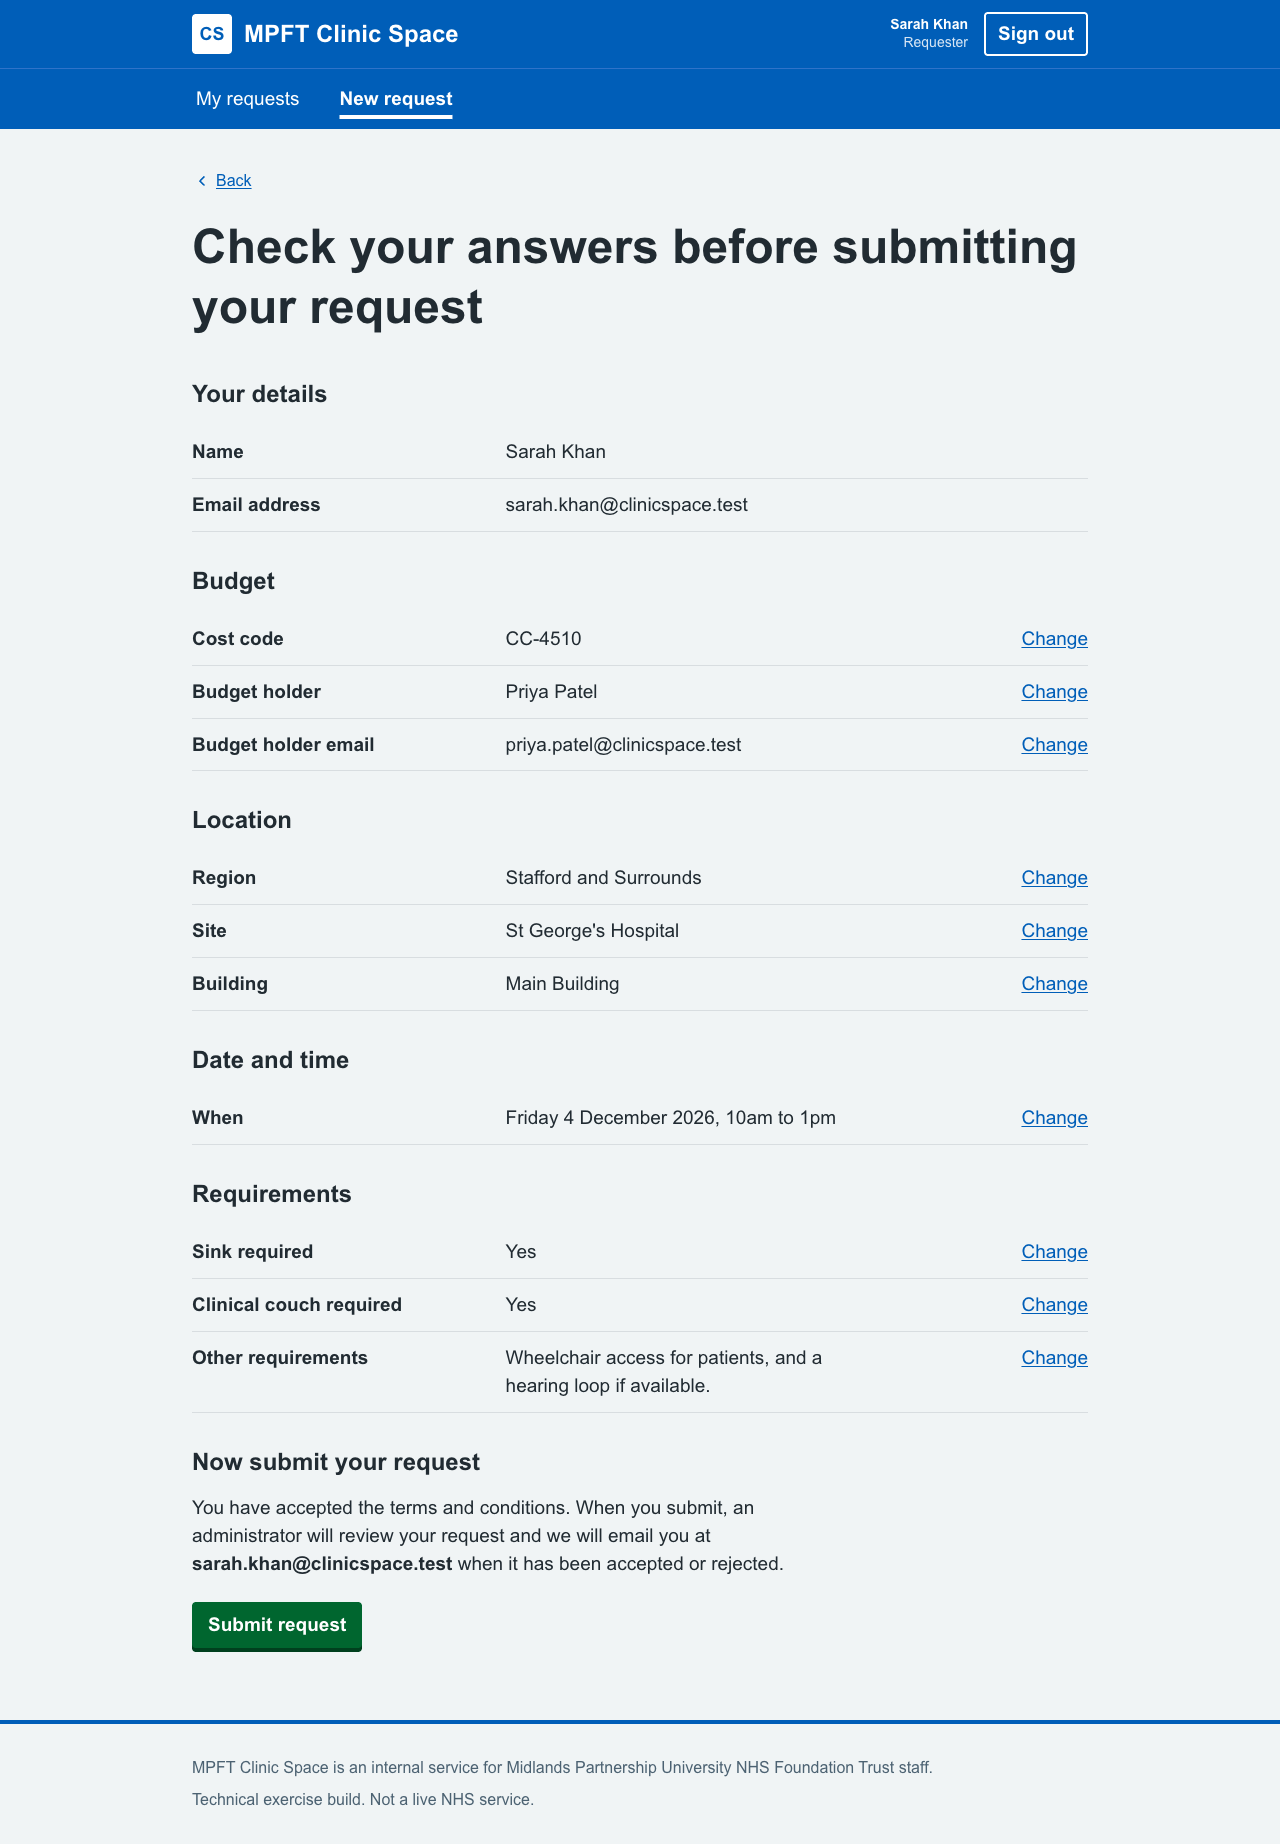 CS MPFT Clinic Space
Sarah Khan
Requester
Sign out
My requests New request
Back
Check your answers before submitting
your request
Your details
Name Sarah Khan
Email address sarah.khan@clinicspace.test
Budget
Cost code CC-4510 Change
Budget holder Priya Patel Change
Budget holder email priya.patel@clinicspace.test Change
Location
Region Stafford and Surrounds Change
Site St George's Hospital Change
Building Main Building Change
Date and time
When Friday 4 December 2026, 10am to 1pm Change
Requirements
Sink required Yes Change
Clinical couch required Yes Change
Other requirements Wheelchair access for patients, and a Change
hearing loop if available.
Now submit your request
You have accepted the terms and conditions. When you submit, an
administrator will review your request and we will email you at
sarah.khan@clinicspace.test when it has been accepted or rejected.
Submit request
MPFT Clinic Space is an internal service for Midlands Partnership University NHS Foundation Trust staff.
Technical exercise build. Not a live NHS service.